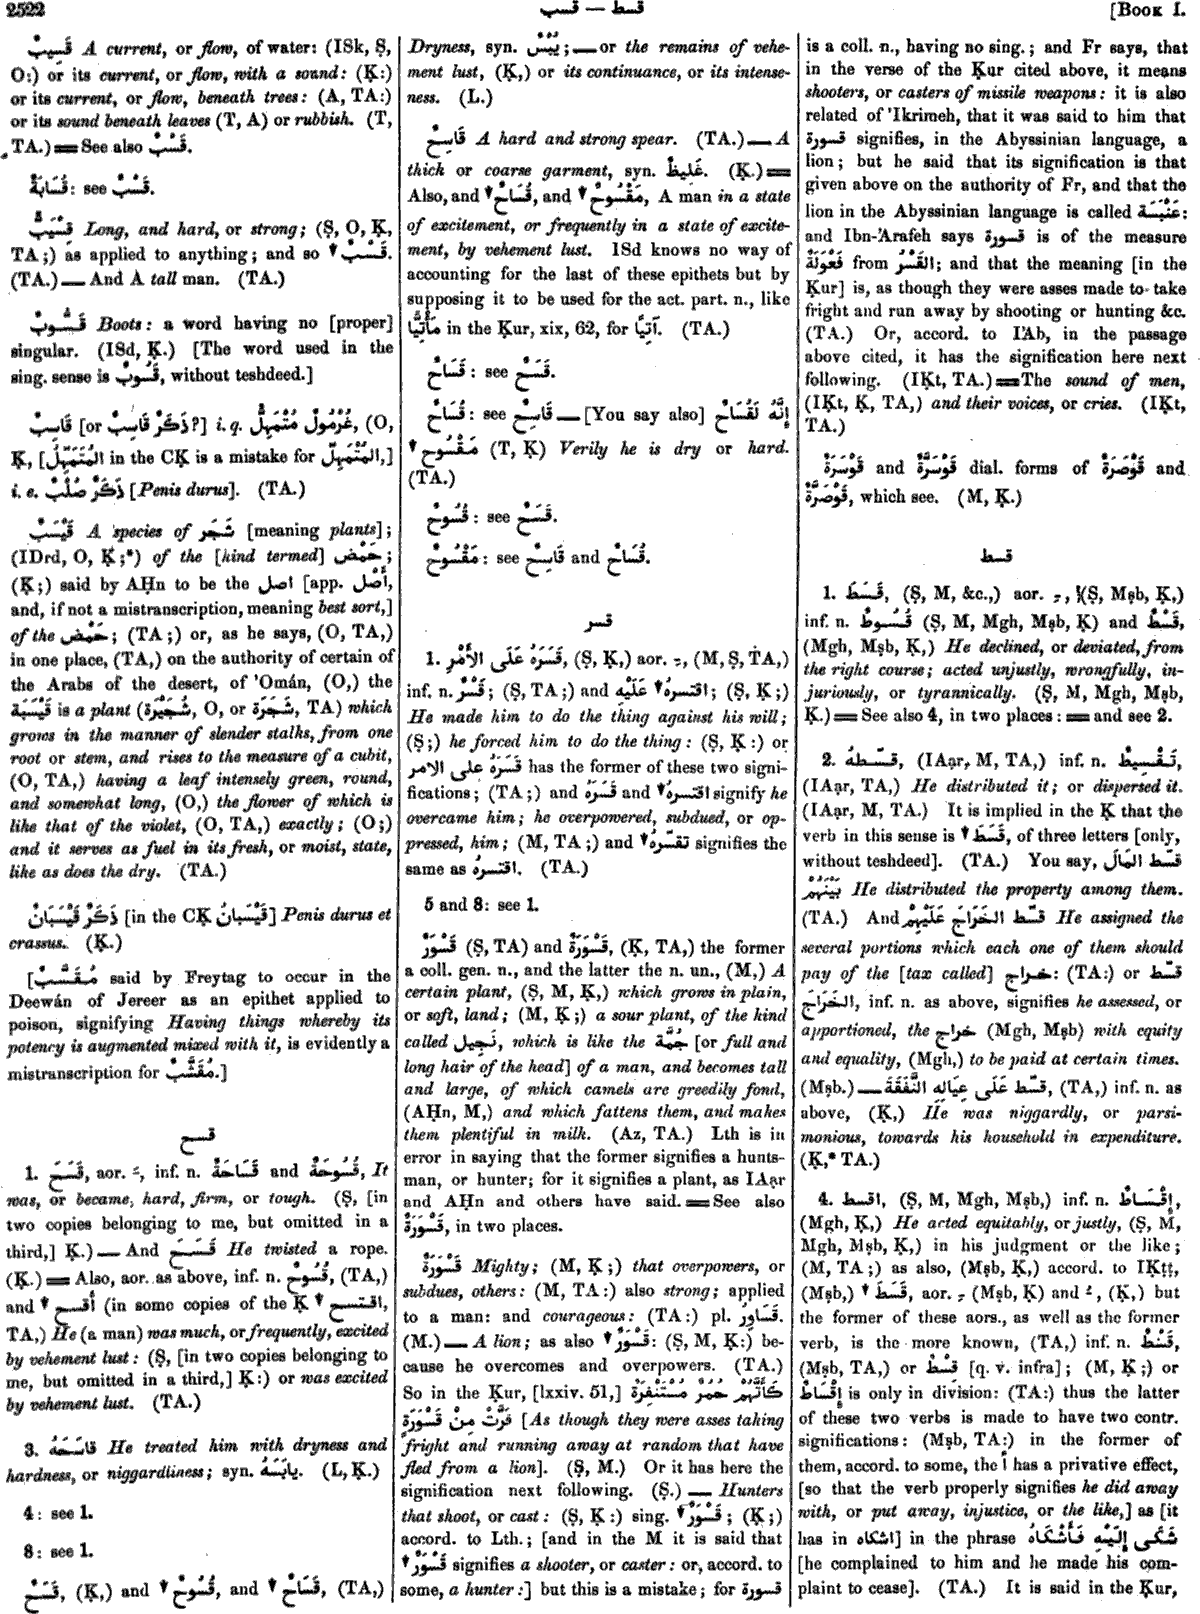 2522
قسط — قسب
[BOOK I.
قَسِيبٌ A current, or flow, of water: (ISk, Ṣ,
O:) or its current, or flow, with a sound: (Ḳ:)
or its current, or flow, beneath trees: (A, TA:)
or its sound beneath leaves (T, A) or rubbish. (T,
TA.) == See also قَسْبٌ.
قُسَابَةٌ: see قَسْبٌ.
قِسْيَبٌّ Long, and hard, or strong; (Ṣ, O, Ḳ,
TA;) as applied to anything; and so ▼ قَسْبٌ.
(TA.) — And A tall man. (TA.)
قَسُّوبٌ Boots: a word having no [proper]
singular. (ISd, Ḳ.) [The word used in the
sing. sense is قَسُوبٌ, without teshdeed.]
قَاسِبٌ [or ذَكَرٌ قَاسِبٌ?] i. q. غُرْمُولٌ مُتْمَهِلٌّ, (O,
Ḳ, [المُتَمَهِّلُ in the CḲ is a mistake for المُتْمَهِلّ,]
i. e. ذَكَرٌ صُلْبٌ [Penis durus]. (TA.)
قَيْسَبٌ A species of شَجَر [meaning plants];
(IDrd, O, Ḳ;*) of the [kind termed] حَمْض;
(Ḳ;) said by AḤn to be the اصل [app. أَصْل,
and, if not a mistranscription, meaning best sort,]
of the حَمْض; (TA;) or, as he says, (O, TA,)
in one place, (TA,) on the authority of certain of
the Arabs of the desert, of 'Omán, (O,) the
قَيْسَبَة is a plant (شُجَيْرَة, O, or شَجَرَة, TA) which
grows in the manner of slender stalks, from one
root or stem, and rises to the measure of a cubit,
(O, TA,) having a leaf intensely green, round,
and somewhat long, (O,) the flower of which is
like that of the violet, (O, TA,) exactly; (O;)
and it serves as fuel in its fresh, or moist, state,
like as does the dry. (TA.)
ذَكَرٌ قَيْسَبَانٌ [in the CḲ قَيْسَبانُ] Penis durus et
crassus. (Ḳ.)
[مُقَسَّبٌ said by Freytag to occur in the
Deewán of Jereer as an epithet applied to
poison, signifying Having things whereby its
potency is augmented mixed with it, is evidently a
mistranscription for مُقَشَّبٌ.]
قسح
1. قَسَحَ, aor. ـَ, inf. n. قَسَاحَةٌ and قُسُوحَةٌ, It
was, or became, hard, firm, or tough. (Ṣ, [in
two copies belonging to me, but omitted in a
third,] Ḳ.) — And قَسَحَ He twisted a rope.
(Ḳ.) == Also, aor. as above, inf. n. قُسُوحٌ, (TA,)
and ▼ أقسح (in some copies of the Ḳ ▼ اقتسح,
TA,) He (a man) was much, or frequently, excited
by vehement lust: (Ṣ, [in two copies belonging to
me, but omitted in a third,] Ḳ:) or was excited
by vehement lust. (TA.)
3. قاسَحَهُ He treated him with dryness and
hardness, or niggardliness; syn. يابَسَهُ. (L, Ḳ.)
4: see 1.
8: see 1.
قَسْحٌ, (Ḳ,) and ▼ قُسُوحٌ, and ▼ قَسَاحٌ, (TA,)
Dryness, syn. يُبْسٌ; — or the remains of vehe-
ment lust, (Ḳ,) or its continuance, or its intense-
ness. (L.)
قَاسِحٌ A hard and strong spear. (TA.) — A
thick or coarse garment, syn. غَلِيظٌ. (Ḳ.) ==
Also, and ▼ قُسَاحٌ, and ▼ مَقْسُوحٌ, A man in a state
of excitement, or frequently in a state of excite-
ment, by vehement lust. ISd knows no way of
accounting for the last of these epithets but by
supposing it to be used for the act. part. n., like
مَأْتِيًّا in the Ḳur, xix, 62, for آتِيًا. (TA.)
قَسَاحٌ: see قَسْحٌ.
قُسَاحٌ: see قَاسِحٌ — [You say also] إِنَّهُ لَقُسَاحٌ
▼ مَقْسُوحٌ (T, Ḳ) Verily he is dry or hard.
(TA.)
قُسُوحٌ: see قَسْحٌ.
مَقْسُوحٌ: see قَاسِحٌ and قُسَاحٌ.
قسر
1. قَسَرَهُ عَلَى الأَمْرِ, (Ṣ, Ḳ,) aor. ـِ, (M, Ṣ, TA,)
inf. n. قَسْرٌ; (Ṣ, TA;) and ▼ اقتسرهُ عَلَيْهِ; (Ṣ, Ḳ;)
He made him to do the thing against his will;
(Ṣ;) he forced him to do the thing: (Ṣ, Ḳ:) or
قَسَرَهُ على الامر has the former of these two signi-
fications; (TA;) and قَسَرَهُ and ▼ اقتسرهُ signify he
overcame him; he overpowered, subdued, or op-
pressed, him; (M, TA;) and ▼ تقسّرهُ signifies the
same as اقتسرهُ. (TA.)
5 and 8: see 1.
قَسْوَرٌ (Ṣ, TA) and قَسْوَرَةٌ, (Ḳ, TA,) the former
a coll. gen. n., and the latter the n. un., (M,) A
certain plant, (Ṣ, M, Ḳ,) which grows in plain,
or soft, land; (M, Ḳ;) a sour plant, of the kind
called نَجِيل, which is like the جُمَّة [or full and
long hair of the head] of a man, and becomes tall
and large, of which camels are greedily fond,
(AḤn, M,) and which fattens them, and makes
them plentiful in milk. (Az, TA.) Lth is in
error in saying that the former signifies a hunts-
man, or hunter; for it signifies a plant, as IAạr
and AḤn and others have said. == See also
قَسْوَرَةٌ, in two places.
قَسْوَرَةٌ Mighty; (M, Ḳ;) that overpowers, or
subdues, others: (M, TA:) also strong; applied
to a man: and courageous: (TA:) pl. قَسَاوِرُ.
(M.) — A lion; as also ▼ قَسْوَرٌ: (Ṣ, M, Ḳ:) be-
cause he overcomes and overpowers. (TA.)
So in the Ḳur, [lxxiv. 51,] كَأَنَّهُمْ حُمُرٌ مُسْتَنْفِرَةٌ
فَرَّتْ مِنْ قَسْوَرَةٍ [As though they were asses taking
fright and running away at random that have
fled from a lion]. (Ṣ, M.) Or it has here the
signification next following. (Ṣ.) — Hunters
that shoot, or cast: (Ṣ, Ḳ:) sing. ▼ قَسْوَرٌ; (Ḳ;)
accord. to Lth.; [and in the M it is said that
▼ قَسْوَرٌ signifies a shooter, or caster: or, accord. to
some, a hunter:] but this is a mistake; for قسورة
is a coll. n., having no sing.; and Fr says, that
in the verse of the Ḳur cited above, it means
shooters, or casters of missile weapons: it is also
related of 'Ikrimeh, that it was said to him that
قسورة signifies, in the Abyssinian language, a
lion; but he said that its signification is that
given above on the authority of Fr, and that the
lion in the Abyssinian language is called عَنْبَسَة:
and Ibn-'Arafeh says قسورة is of the measure
فَعْوَلَةٌ from القَسْرُ; and that the meaning [in the
Ḳur] is, as though they were asses made to take
fright and run away by shooting or hunting &c.
(TA.) Or, accord. to I'Ab, in the passage
above cited, it has the signification here next
following. (IḲt, TA.) == The sound of men,
(IḲt, Ḳ, TA,) and their voices, or cries. (IḲt,
TA.)
قَوْسَرَةٌ and قَوْسَرَّةٌ dial. forms of قَوْصَرَةٌ and
قَوْصَرَّةٌ, which see. (M, Ḳ.)
قسط
1. قَسَطَ, (Ṣ, M, &c.,) aor. ـِ, (Ṣ, Mṣb, Ḳ,)
inf. n. قُسُوطٌ (Ṣ, M, Mgh, Mṣb, Ḳ) and قَسْطٌ,
(Mgh, Mṣb, Ḳ,) He declined, or deviated, from
the right course; acted unjustly, wrongfully, in-
juriously, or tyrannically. (Ṣ, M, Mgh, Mṣb,
Ḳ.) == See also 4, in two places: == and see 2.
2. قسّطهُ, (IAạr, M, TA,) inf. n. تَقْسِيطٌ,
(IAạr, TA,) He distributed it; or dispersed it.
(IAạr, M, TA.) It is implied in the Ḳ that the
verb in this sense is ▼ قَسَطَ, of three letters [only,
without teshdeed]. (TA.) You say, قسّط المَالَ
بَيْنَهُمْ He distributed the property among them.
(TA.) And قسّط الخَرَاجَ عَلَيْهِمْ He assigned the
several portions which each one of them should
pay of the [tax called] خراج: (TA:) or قسّط
الخَرَاجَ, inf. n. as above, signifies he assessed, or
apportioned, the خراج (Mgh, Mṣb) with equity
and equality, (Mgh,) to be paid at certain times.
(Mṣb.) — قسّط عَلَى عِيَالِهِ النَّفَقَةَ, (TA,) inf. n. as
above, (Ḳ,) He was niggardly, or parsi-
monious, towards his household in expenditure.
(Ḳ,* TA.)
4. اقسط, (Ṣ, M, Mgh, Mṣb,) inf. n. إِقْسَاطٌ,
(Mgh, Ḳ,) He acted equitably, or justly, (Ṣ, M,
Mgh, Mṣb, Ḳ,) in his judgment or the like;
(M, TA;) as also, (Mṣb, Ḳ,) accord. to IḲṭṭ,
(Mṣb,) ▼ قَسَطَ, aor. ـِ (Mṣb, Ḳ) and ـُ, (Ḳ,) but
the former of these aors., as well as the former
verb, is the more known, (TA,) inf. n. قَسْطٌ,
(Mṣb, TA,) or قِسْطٌ [q. v. infra]; (M, Ḳ;) or
إِقْسَاطٌ is only in division: (TA:) thus the latter
of these two verbs is made to have two contr.
significations: (Mṣb, TA:) in the former of
them, accord. to some, the أ has a privative effect,
[so that the verb properly signifies he did away
with, or put away, injustice, or the like,] as [it
has in اشكاه] in the phrase شَكَى إِلَيْهِ فَأَشْكَاهُ
[he complained to him and he made his com-
plaint to cease]. (TA.) It is said in the Ḳur,